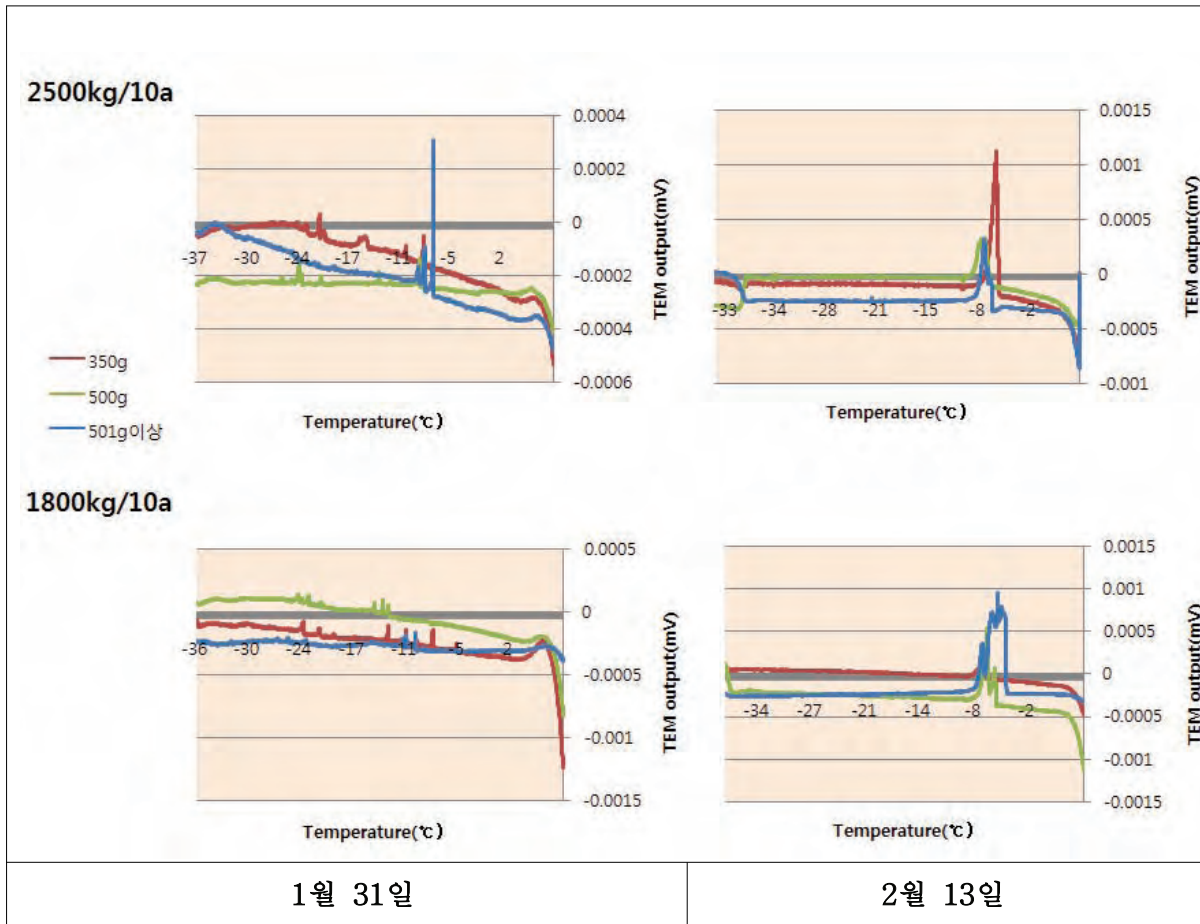 2500kg/10a
0.0004
0.0002
0
-0.0002
-0.0004
-0.0006
-37 -30 -24 -17 -11 -5 2
TEM output(mV)
Temperature(℃)
0.0015
0.001
0.0005
0
-0.0005
-0.001
-33 -34 -28 -21 -15 -8 -2
TEM output(mV)
Temperature(℃)
350g
500g
501g이상
1800kg/10a
0.0005
0
-0.0005
-0.001
-0.0015
-36 -30 -24 -17 -11 -5 2
TEM output(mV)
Temperature(℃)
0.0015
0.001
0.0005
0
-0.0005
-0.001
-0.0015
-34 -27 -21 -14 -8 -2
TEM output(mV)
Temperature(℃)
1월 31일
2월 13일